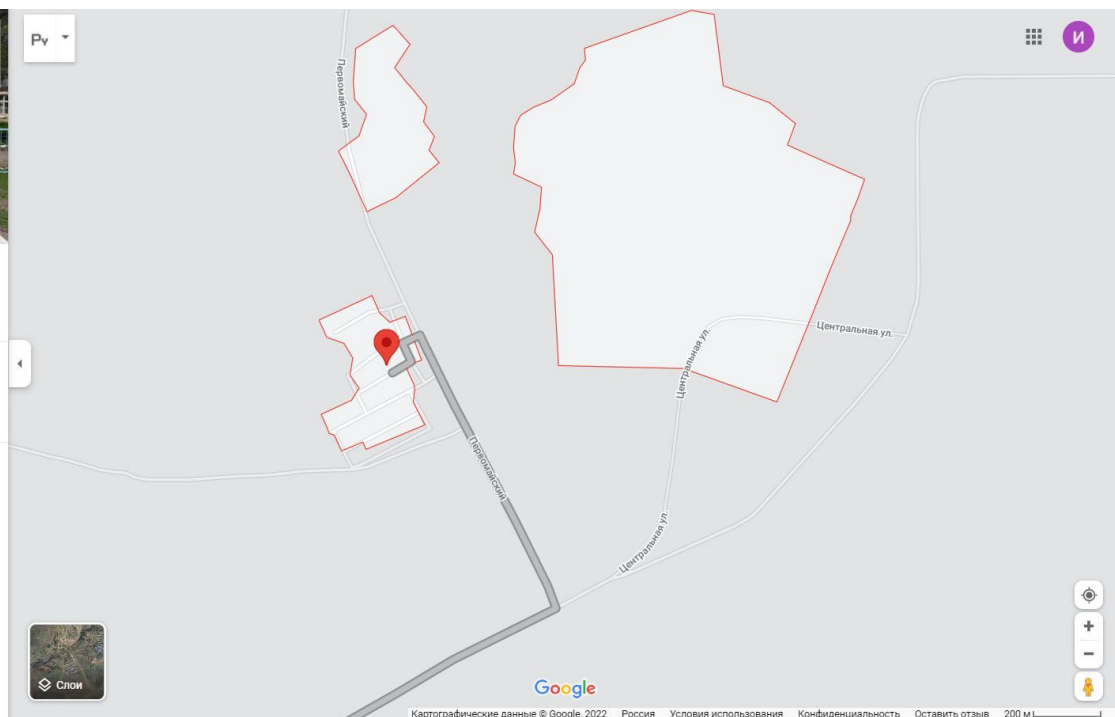 Ру
И
Первомайский
Центральная ул.
Центральная ул.
Первомайский
Центральная ул.
Слои
Google
Картографические данные © Google, 2022 Россия Условия использования Конфиденциальность Оставить отзыв 200 м